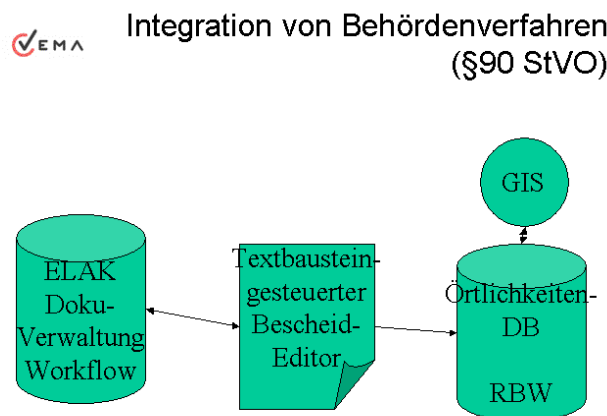 VEMA
Integration von Behördenverfahren
(§90 StVO)
GIS
ELAK
Doku-
Verwaltung
Workflow
Textbaustein-
gesteuerter
Bescheid-
Editor
Örtlichkeiten-
DB
RBW